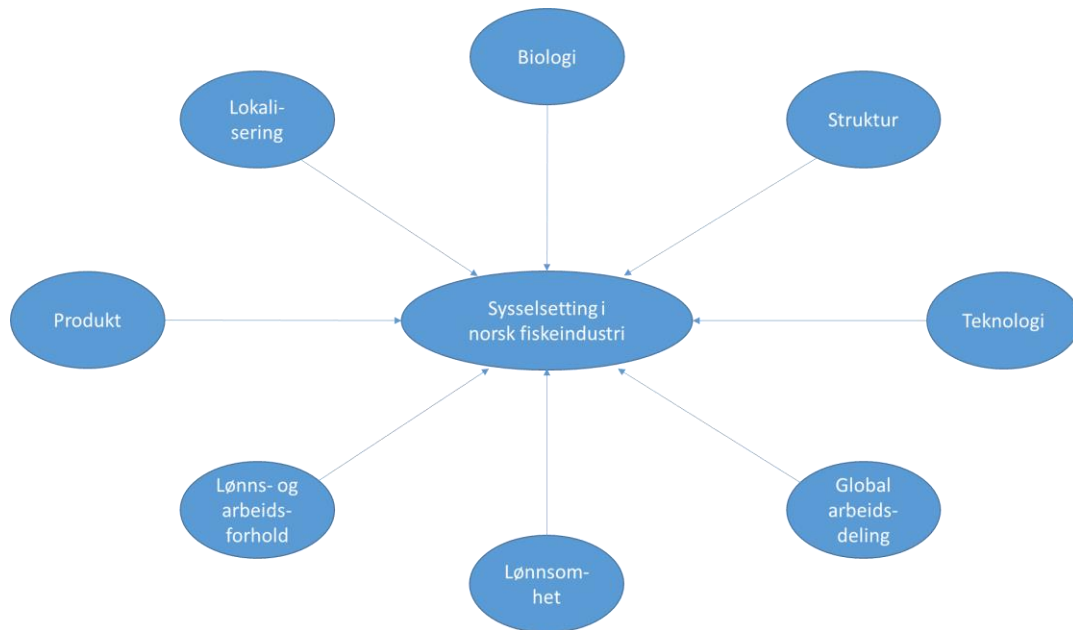 Biologi
Lokali-
sering
Struktur
Sysselsetting i
norsk fiskeindustri
Produkt
Teknologi
Lønns- og
arbeids-
forhold
Global
arbeids-
deling
Lønnsom-
het